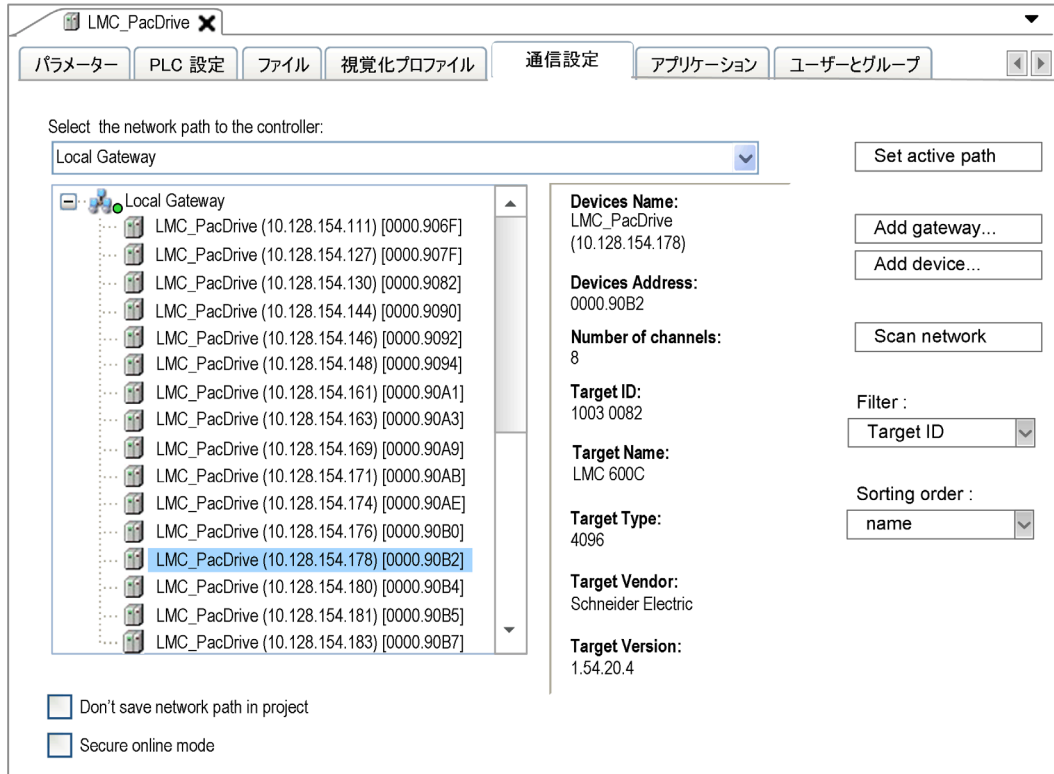 LMC_PacDrive
パラメーター PLC 設定 ファイル 視覚化プロファイル 通信設定 アプリケーション ユーザーとグループ
Select the network path to the controller:
Local Gateway
Set active path
Local Gateway
LMC_PacDrive (10.128.154.111) [0000.906F]
LMC_PacDrive (10.128.154.127) [0000.907F]
LMC_PacDrive (10.128.154.130) [0000.9082]
LMC_PacDrive (10.128.154.144) [0000.9090]
LMC_PacDrive (10.128.154.146) [0000.9092]
LMC_PacDrive (10.128.154.148) [0000.9094]
LMC_PacDrive (10.128.154.161) [0000.90A1]
LMC_PacDrive (10.128.154.163) [0000.90A3]
LMC_PacDrive (10.128.154.169) [0000.90A9]
LMC_PacDrive (10.128.154.171) [0000.90AB]
LMC_PacDrive (10.128.154.174) [0000.90AE]
LMC_PacDrive (10.128.154.176) [0000.90B0]
LMC_PacDrive (10.128.154.178) [0000.90B2]
LMC_PacDrive (10.128.154.180) [0000.90B4]
LMC_PacDrive (10.128.154.181) [0000.90B5]
LMC_PacDrive (10.128.154.183) [0000.90B7]
Devices Name:
LMC_PacDrive
(10.128.154.178)
Devices Address:
0000.90B2
Number of channels:
8
Target ID:
1003 0082
Target Name:
LMC 600C
Target Type:
4096
Target Vendor:
Schneider Electric
Target Version:
1.54.20.4
Add gateway...
Add device...
Scan network
Filter :
Target ID
Sorting order :
name
Don't save network path in project
Secure online mode